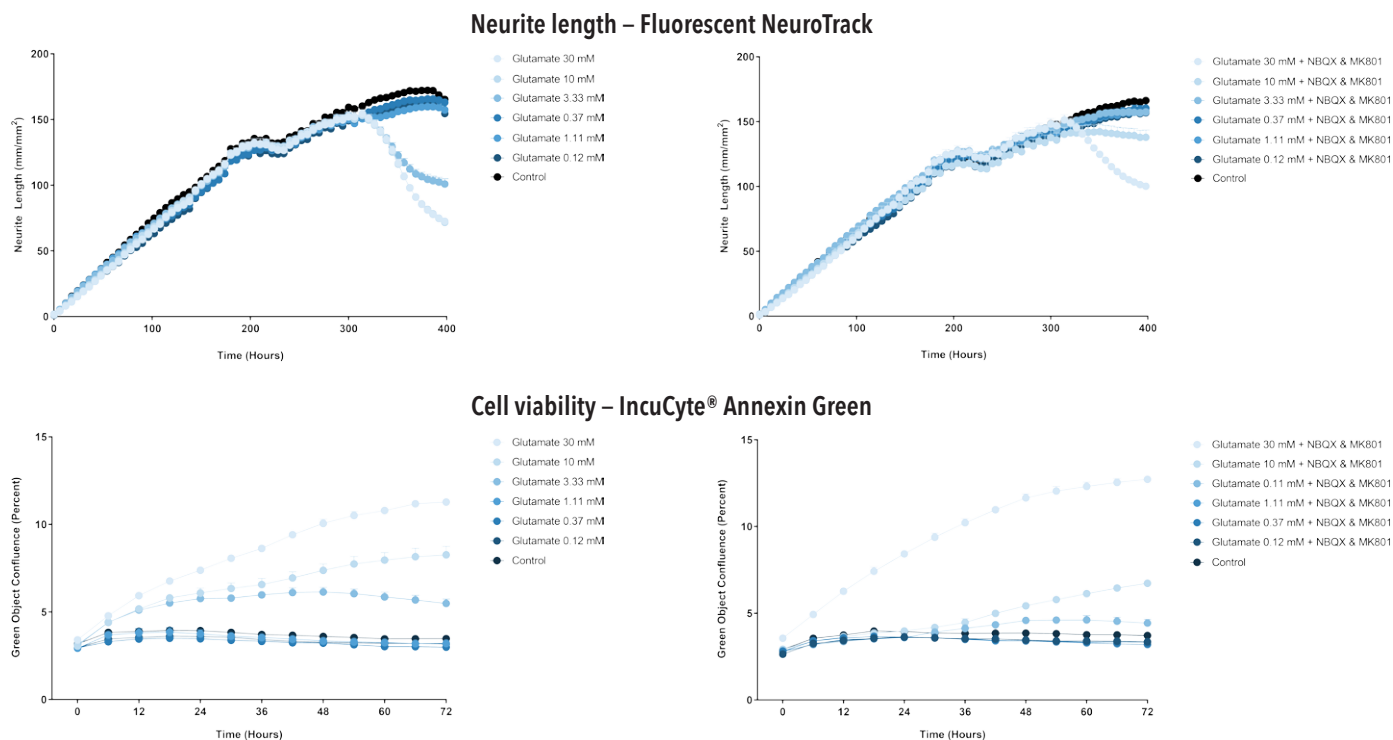 Neurite length – Fluorescent NeuroTrack
200
150
100
50
0
Neurite Length (mm/mm²)
0 100 200 300 400
Time (Hours)
Glutamate 30 mM
Glutamate 10 mM
Glutamate 3.33 mM
Glutamate 0.37 mM
Glutamate 1.11 mM
Glutamate 0.12 mM
Control
200
150
100
50
0
Neurite Length (mm/mm²)
0 100 200 300 400
Time (Hours)
Glutamate 30 mM + NBQX & MK801
Glutamate 10 mM + NBQX & MK801
Glutamate 3.33 mM + NBQX & MK801
Glutamate 0.37 mM + NBQX & MK801
Glutamate 1.11 mM + NBQX & MK801
Glutamate 0.12 mM + NBQX & MK801
Control
Cell viability – IncuCyte® Annexin Green
15
10
5
0
Green Object Confluence (Percent)
0 12 24 36 48 60 72
Time (Hours)
Glutamate 30 mM
Glutamate 10 mM
Glutamate 3.33 mM
Glutamate 1.11 mM
Glutamate 0.37 mM
Glutamate 0.12 mM
Control
15
10
5
0
Green Object Confluence (Percent)
0 12 24 36 48 60 72
Time (Hours)
Glutamate 30 mM + NBQX & MK801
Glutamate 10 mM + NBQX & MK801
Glutamate 0.11 mM + NBQX & MK801
Glutamate 1.11 mM + NBQX & MK801
Glutamate 0.37 mM + NBQX & MK801
Glutamate 0.12 mM + NBQX & MK801
Control